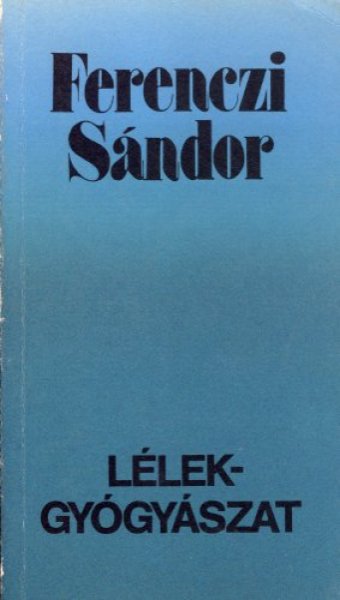 Ferenczi
Sándor
LÉLEK-
GYÓGYÁSZAT